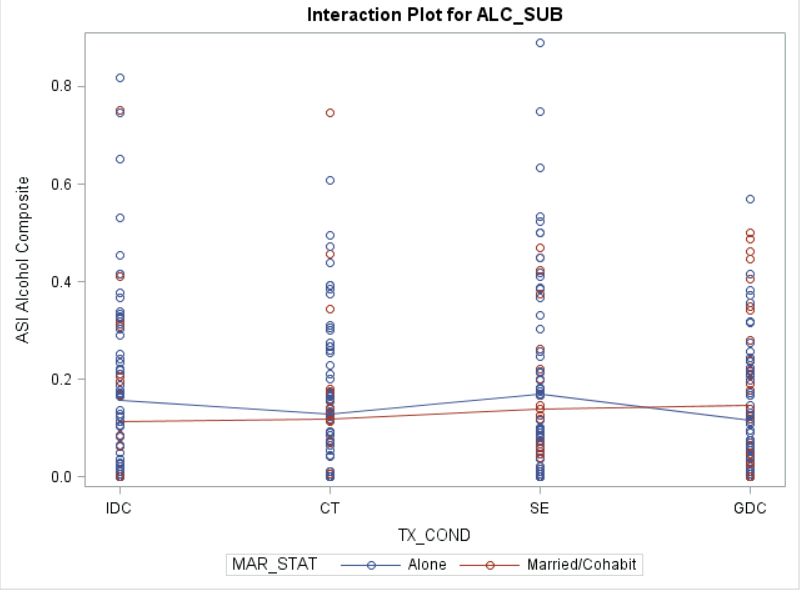 Interaction Plot for ALC_SUB
ASI Alcohol Composite
0.8
0.6
0.4
0.2
0.0
IDC CT SE GDC
TX_COND
MAR_STAT Alone Married/Cohabit